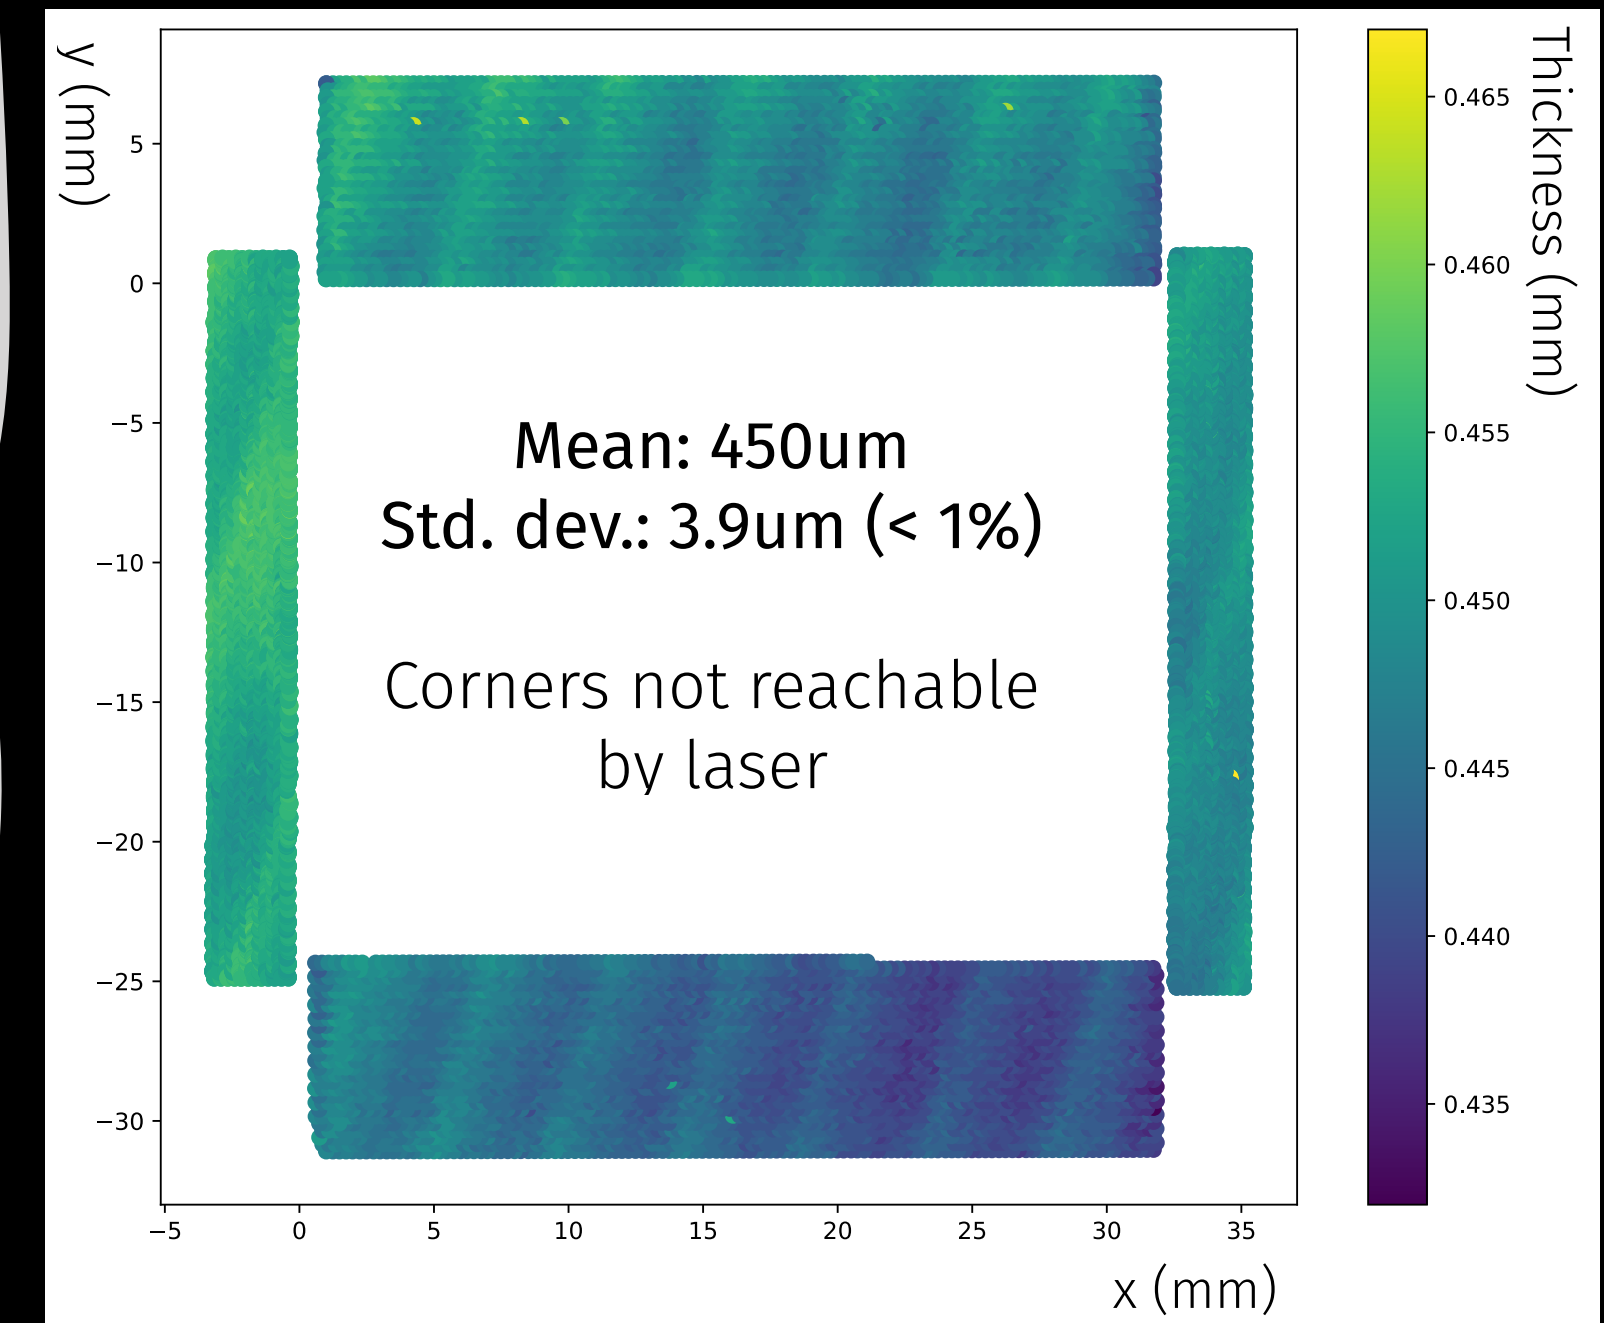 y (mm)
5
0
−5
−10
−15
−20
−25
−30
Mean: 450um
Std. dev.: 3.9um (< 1%)
Corners not reachable
by laser
−5 0 5 10 15 20 25 30 35
x (mm)
0.465
0.460
0.455
0.450
0.445
0.440
0.435
Thickness (mm)